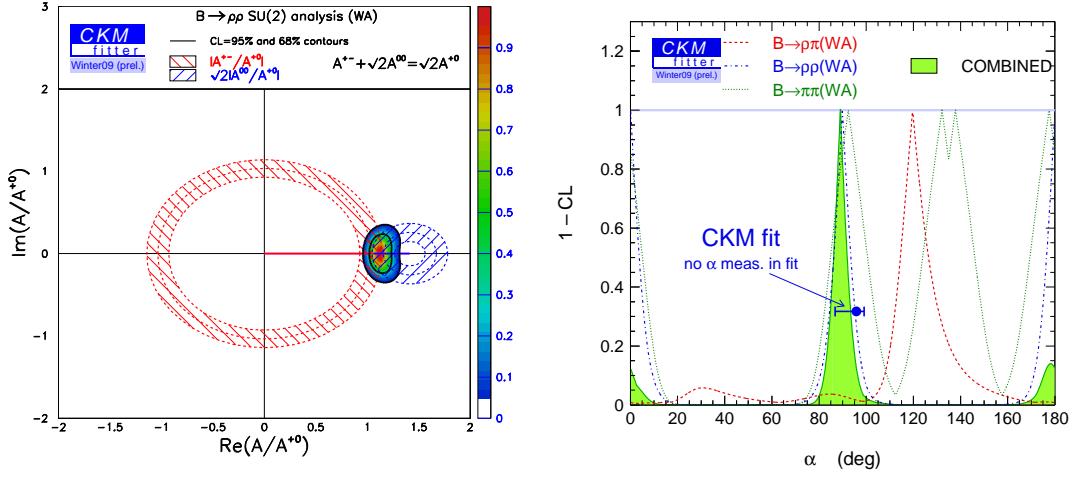 B→ρρ SU(2) analysis (WA)
CKM
fitter
Winter09 (prel.)
CL=95% and 68% contours
|A⁺⁻/A⁺⁰|
√2|A⁰⁰/A⁺⁰|
A⁺⁻+√2A⁰⁰=√2A⁺⁰
2
1
0
-1
-2
Im(A/A⁺⁰)
-2 -1.5 -1 -0.5 0 0.5 1 1.5 2
Re(A/A⁺⁰)
0.9
0.8
0.7
0.6
0.5
0.4
0.3
0.2
0.1
0
CKM
fitter
Winter09 (prel.)
B→ρπ(WA)
B→ρρ(WA)
B→ππ(WA)
COMBINED
1.2
1
0.8
0.6
0.4
0.2
0
1 – CL
CKM fit
no α meas. in fit
0 20 40 60 80 100 120 140 160 180
α (deg)